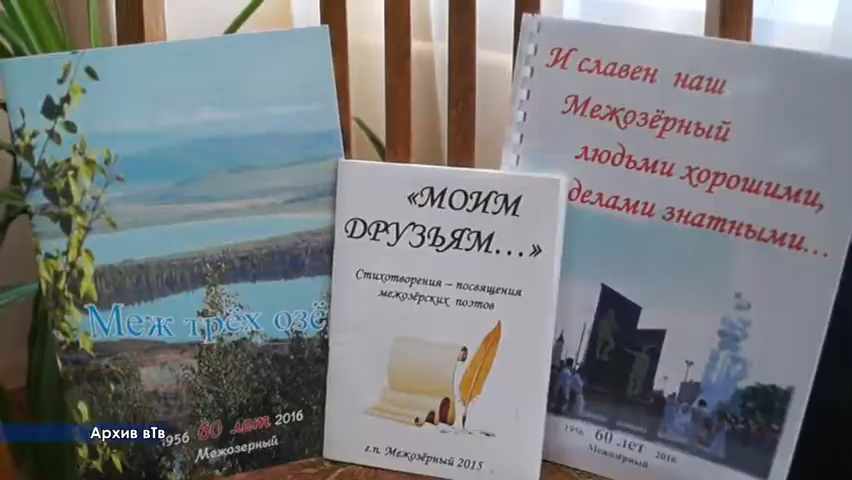 Меж трёх озё
1956 60 лет 2016
Межозерный
«МОИМ
ДРУЗЬЯМ...»
Стихотворения – посвящения
межозёрских поэтов
г.п. Межозёрный 2015
И славен наш
Межозёрный
людьми хорошими,
делами знатными...
1956 60 лет 2016
Межозёрный
Архив вТв